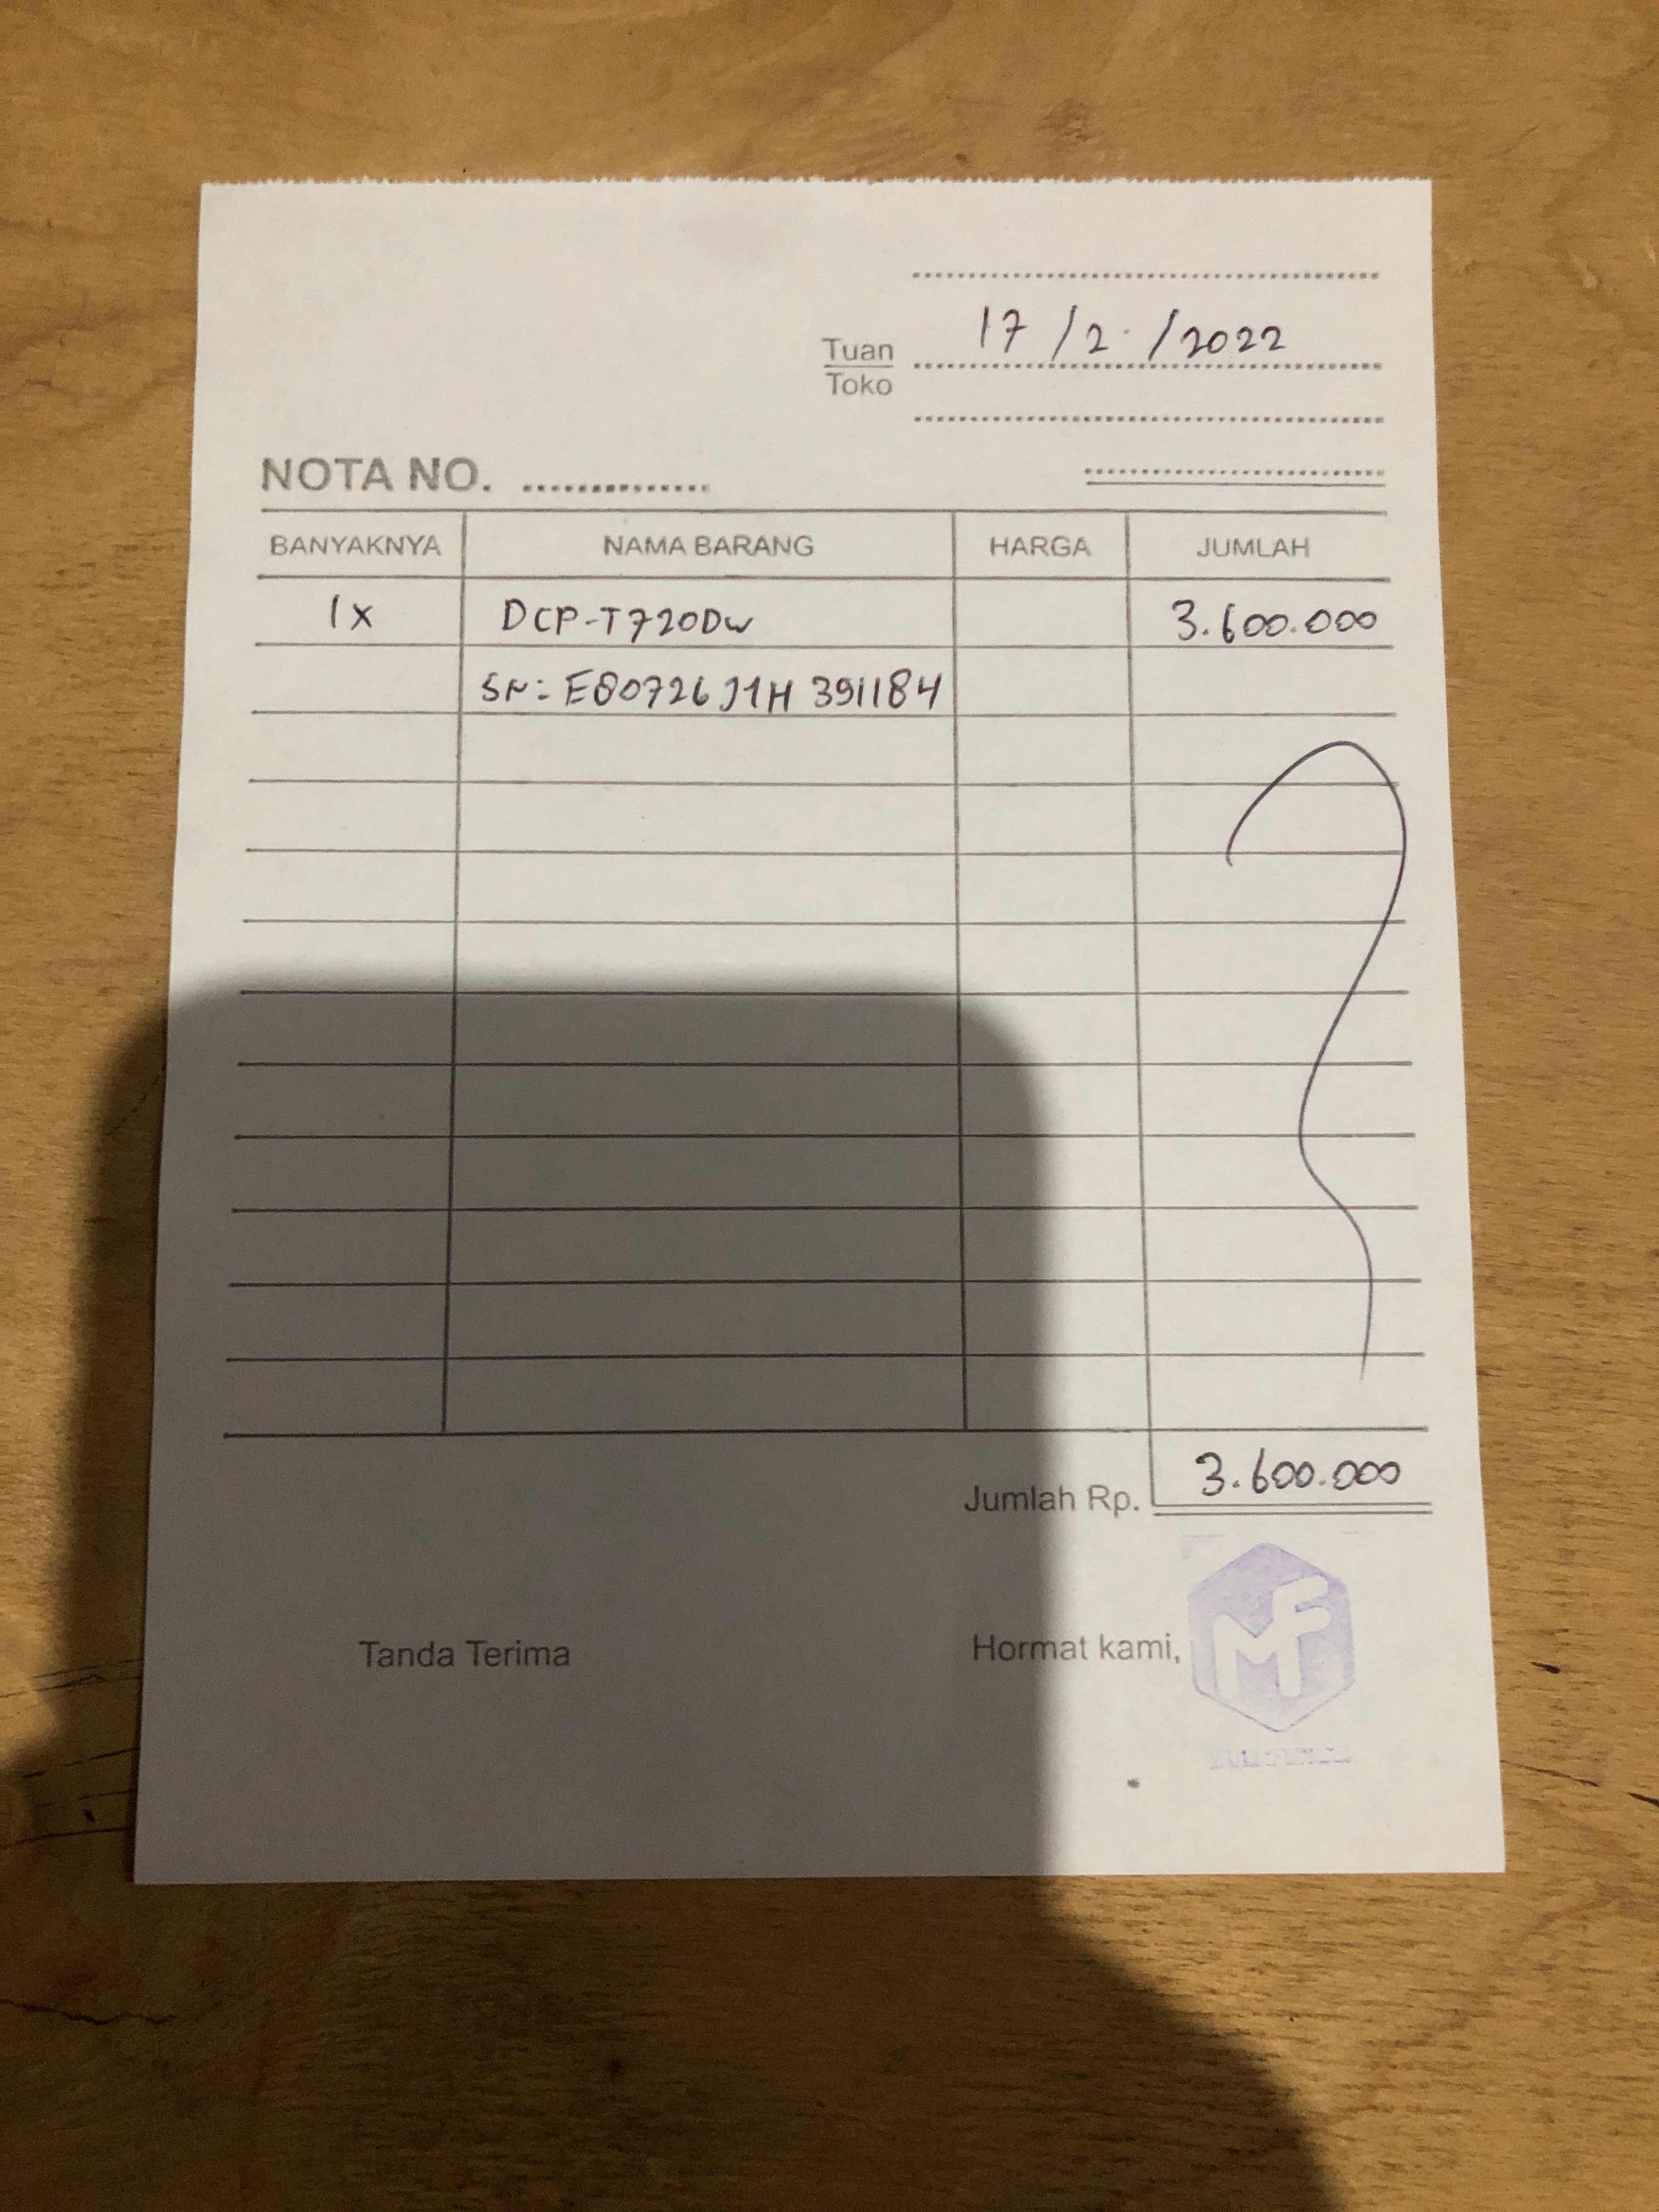 17/2/2022
Tuan
Toko
NOTA NO.
BANYAKNYA NAMA BARANG HARGA JUMLAH
1x DCP-T720DW 3.600.000
SN: E80726J1H391184
Jumlah Rp. 3.600.000
Tanda Terima Hormat kami,
MF